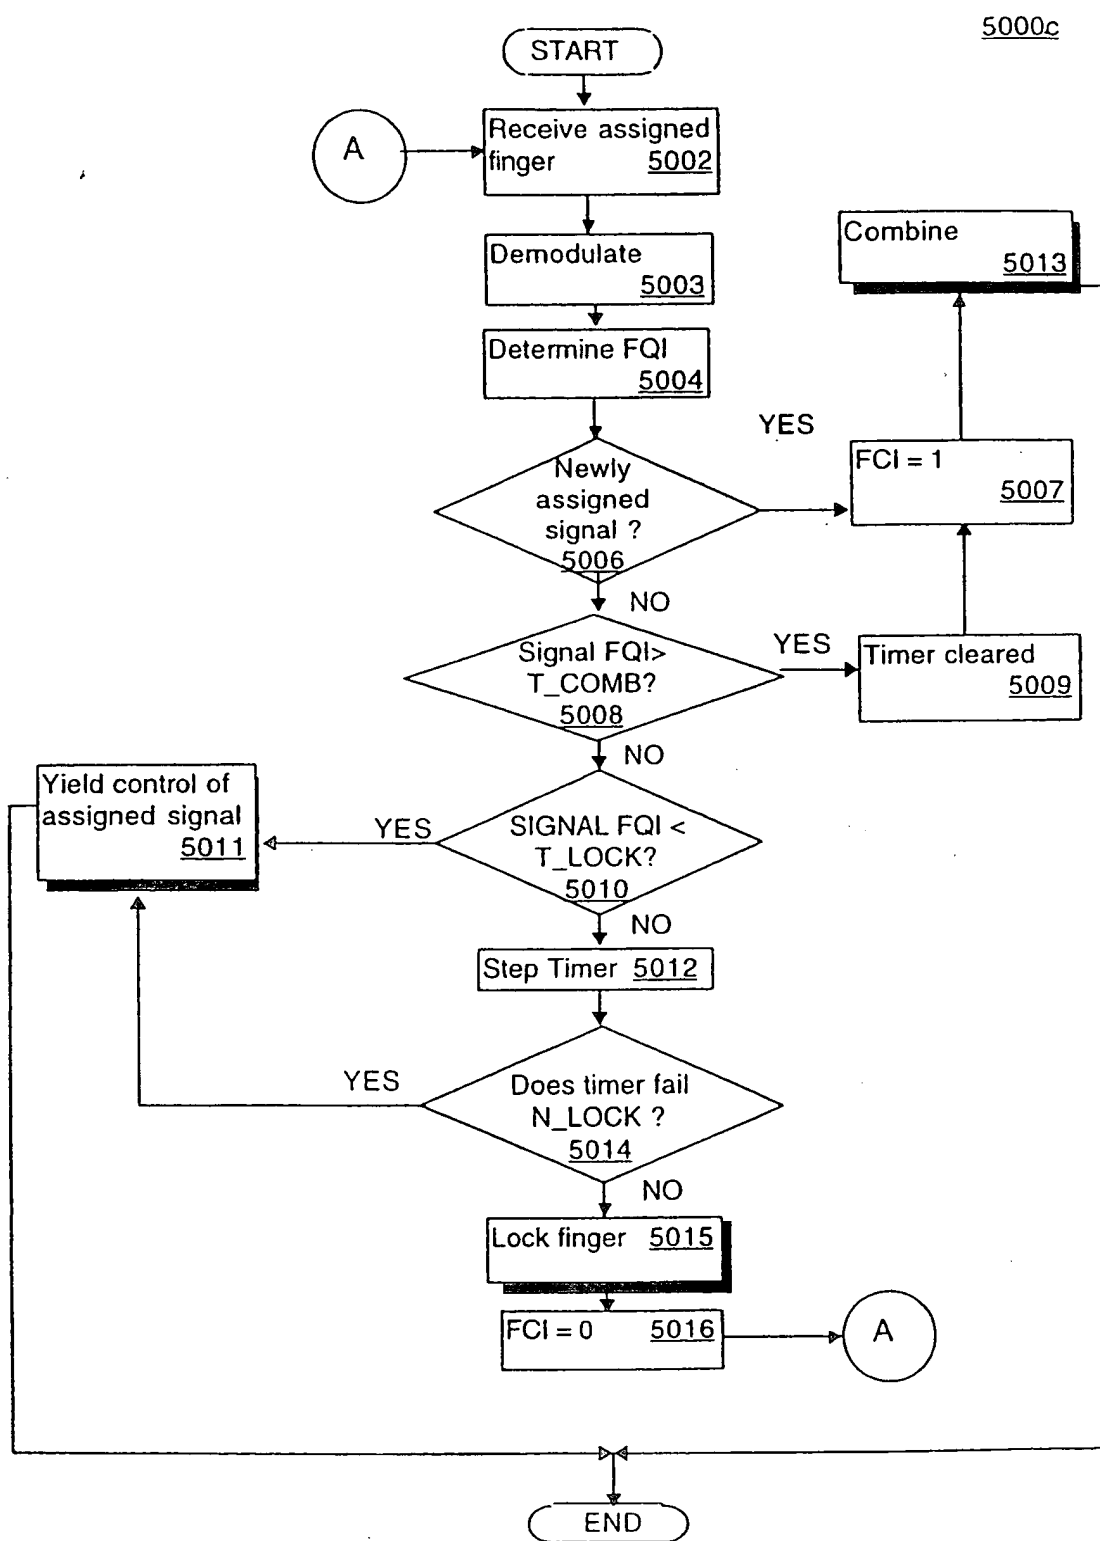 5000c
START
A
Receive assigned
finger 5002
Demodulate
5003
Combine
5013
Determine FQI
5004
YES
Newly
assigned
signal ?
5006
FCI = 1
5007
NO
Signal FQI>
T_COMB?
5008
YES
Timer cleared
5009
NO
Yield control of
assigned signal
5011
YES
SIGNAL FQI <
T_LOCK?
5010
NO
Step Timer 5012
YES
Does timer fail
N_LOCK ?
5014
NO
Lock finger 5015
FCI = 0 5016
A
END